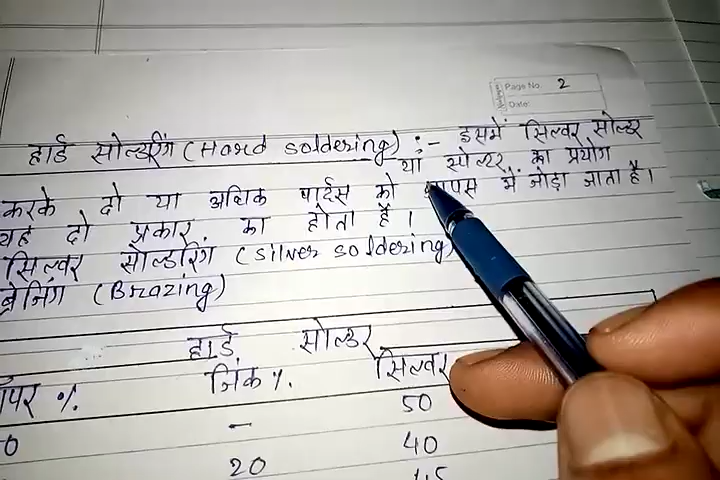 Page No. 2
Date:
हार्ड सोल्डरिंग (Hard soldering) :- इसमें सिल्वर सोल्डर
या सोल्डर का प्रयोग
करके दो या अधिक पार्टस को आपस में जोड़ा जाता है।
यह दो प्रकार का होता है।
सिल्वर सोल्डरिंग (Silver soldering)
ब्रेजिंग (Brazing)
हार्ड सोल्डर
कॉपर % जिंक % सिल्वर
0 - 50
20 40